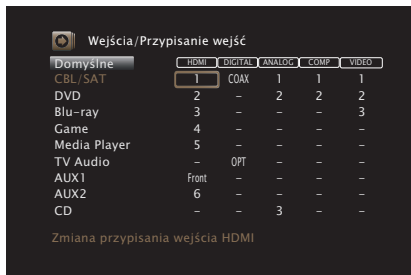 Wejścia/Przypisanie wejść
Domyślne HDMI DIGITAL ANALOG COMP VIDEO
CBL/SAT 1 COAX 1 1 1
DVD 2 – 2 2 2
Blu-ray 3 – – – 3
Game 4 – – – –
Media Player 5 – – – –
TV Audio – OPT – – –
AUX1 Front – – – –
AUX2 6 – – – –
CD – – 3 – –
Zmiana przypisania wejścia HDMI